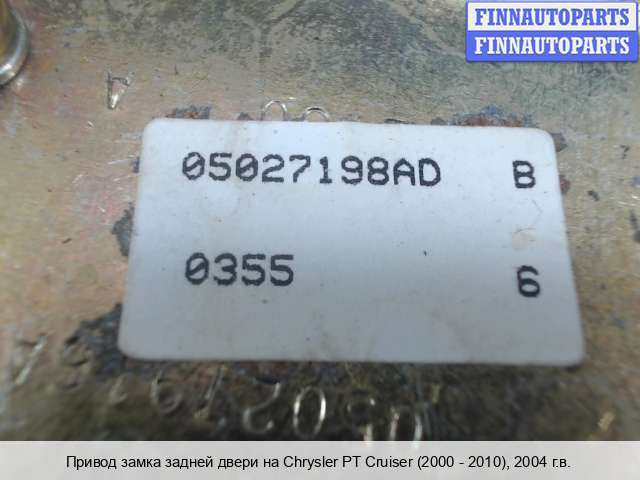 FINNAUTOPARTS
FINNAUTOPARTS
05027198AD B
0355 6
Привод замка задней двери на Chrysler PT Cruiser (2000 - 2010), 2004 г.в.